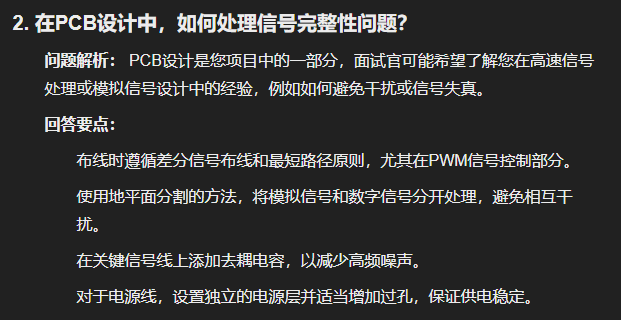 2. 在PCB设计中，如何处理信号完整性问题？
问题解析： PCB设计是您项目中的一部分，面试官可能希望了解您在高速信号
处理或模拟信号设计中的经验，例如如何避免干扰或信号失真。
回答要点：
布线时遵循差分信号布线和最短路径原则，尤其在PWM信号控制部分。
使用地平面分割的方法，将模拟信号和数字信号分开处理，避免相互干
扰。
在关键信号线上添加去耦电容，以减少高频噪声。
对于电源线，设置独立的电源层并适当增加过孔，保证供电稳定。